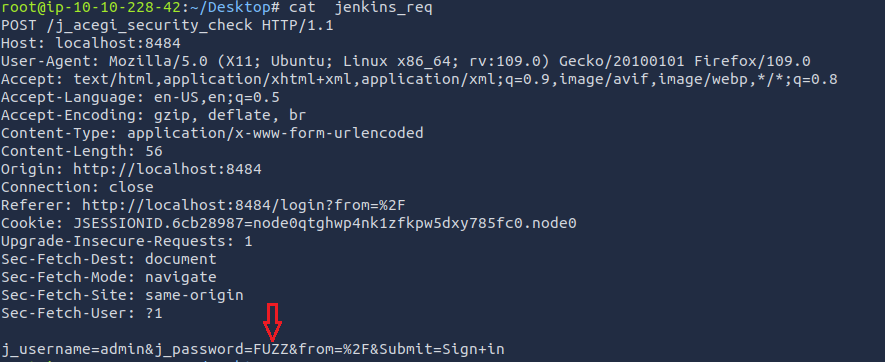 root@ip-10-10-228-42:~/Desktop# cat  jenkins_req
POST /j_acegi_security_check HTTP/1.1
Host: localhost:8484
User-Agent: Mozilla/5.0 (X11; Ubuntu; Linux x86_64; rv:109.0) Gecko/20100101 Firefox/109.0
Accept: text/html,application/xhtml+xml,application/xml;q=0.9,image/avif,image/webp,*/*;q=0.8
Accept-Language: en-US,en;q=0.5
Accept-Encoding: gzip, deflate, br
Content-Type: application/x-www-form-urlencoded
Content-Length: 56
Origin: http://localhost:8484
Connection: close
Referer: http://localhost:8484/login?from=%2F
Cookie: JSESSIONID.6cb28987=node0qtghwp4nk1zfkpw5dxy785fc0.node0
Upgrade-Insecure-Requests: 1
Sec-Fetch-Dest: document
Sec-Fetch-Mode: navigate
Sec-Fetch-Site: same-origin
Sec-Fetch-User: ?1
j_username=admin&j_password=FUZZ&from=%2F&Submit=Sign+in